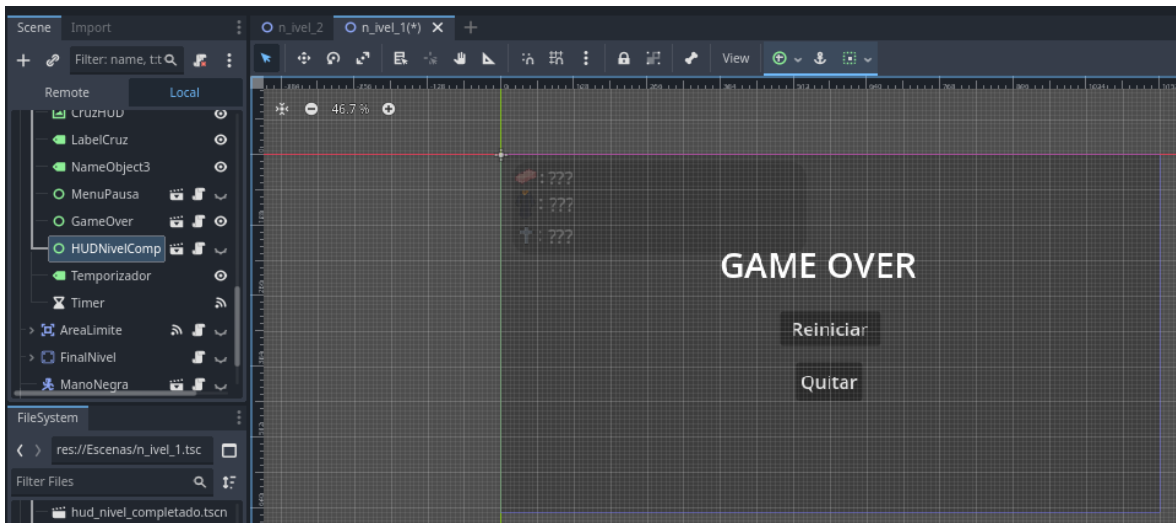 Scene Import
n_ivel_2 n_ivel_1(*)
Filter: name, t:t
View
Remote Local
46.7 %
CruzHUD
LabelCruz
NameObject3
MenuPausa
GameOver
HUDNivelComp
Temporizador
Timer
AreaLimite
FinalNivel
ManoNegra
: ???
: ???
: ???
GAME OVER
Reiniciar
Quitar
FileSystem
res://Escenas/n_ivel_1.tsc
Filter Files
hud_nivel_completado.tscn